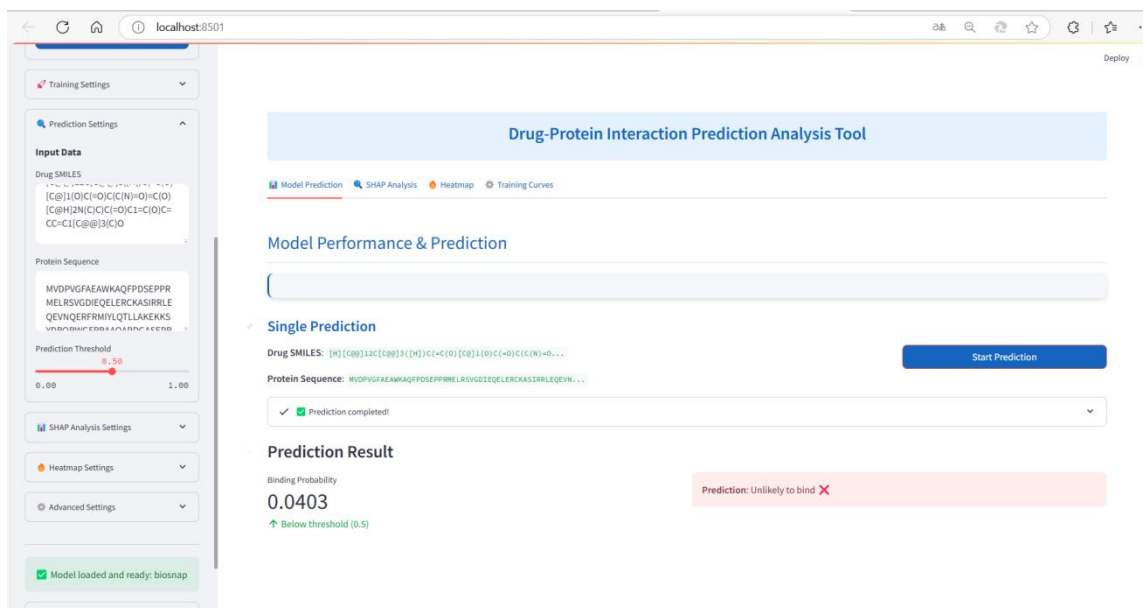 localhost:8501
Deploy
Training Settings
Prediction Settings
Input Data
Drug SMILES
[C@]1(O)C(=O)C(C(N)=O)=C(O)
[C@H]2N(C)C)C(=O)C1=C(O)C=
CC=C1[C@@]3(C)O
Protein Sequence
MVDPVGFAEAWKAQFPDSEPPR
MELRSVGDIEQELERCKASIRRLE
QEVNQERFRMIYLQTLLAKEKKS
Prediction Threshold
0.50
0.00 1.00
SHAP Analysis Settings
Heatmap Settings
Advanced Settings
Model loaded and ready: biosnap
Drug-Protein Interaction Prediction Analysis Tool
Model Prediction SHAP Analysis Heatmap Training Curves
Model Performance & Prediction
Single Prediction
Drug SMILES: [H][C@@]12C[C@@]3([H])C(=C(O)[C@]1(O)C(=O)C(C(N)=O...
Start Prediction
Protein Sequence: MVDPVGFAEAWKAQFPDSEPPRMELRSVGDIEQELERCKASIRRLEQEVN...
Prediction completed!
Prediction Result
Binding Probability
0.0403
Below threshold (0.5)
Prediction: Unlikely to bind